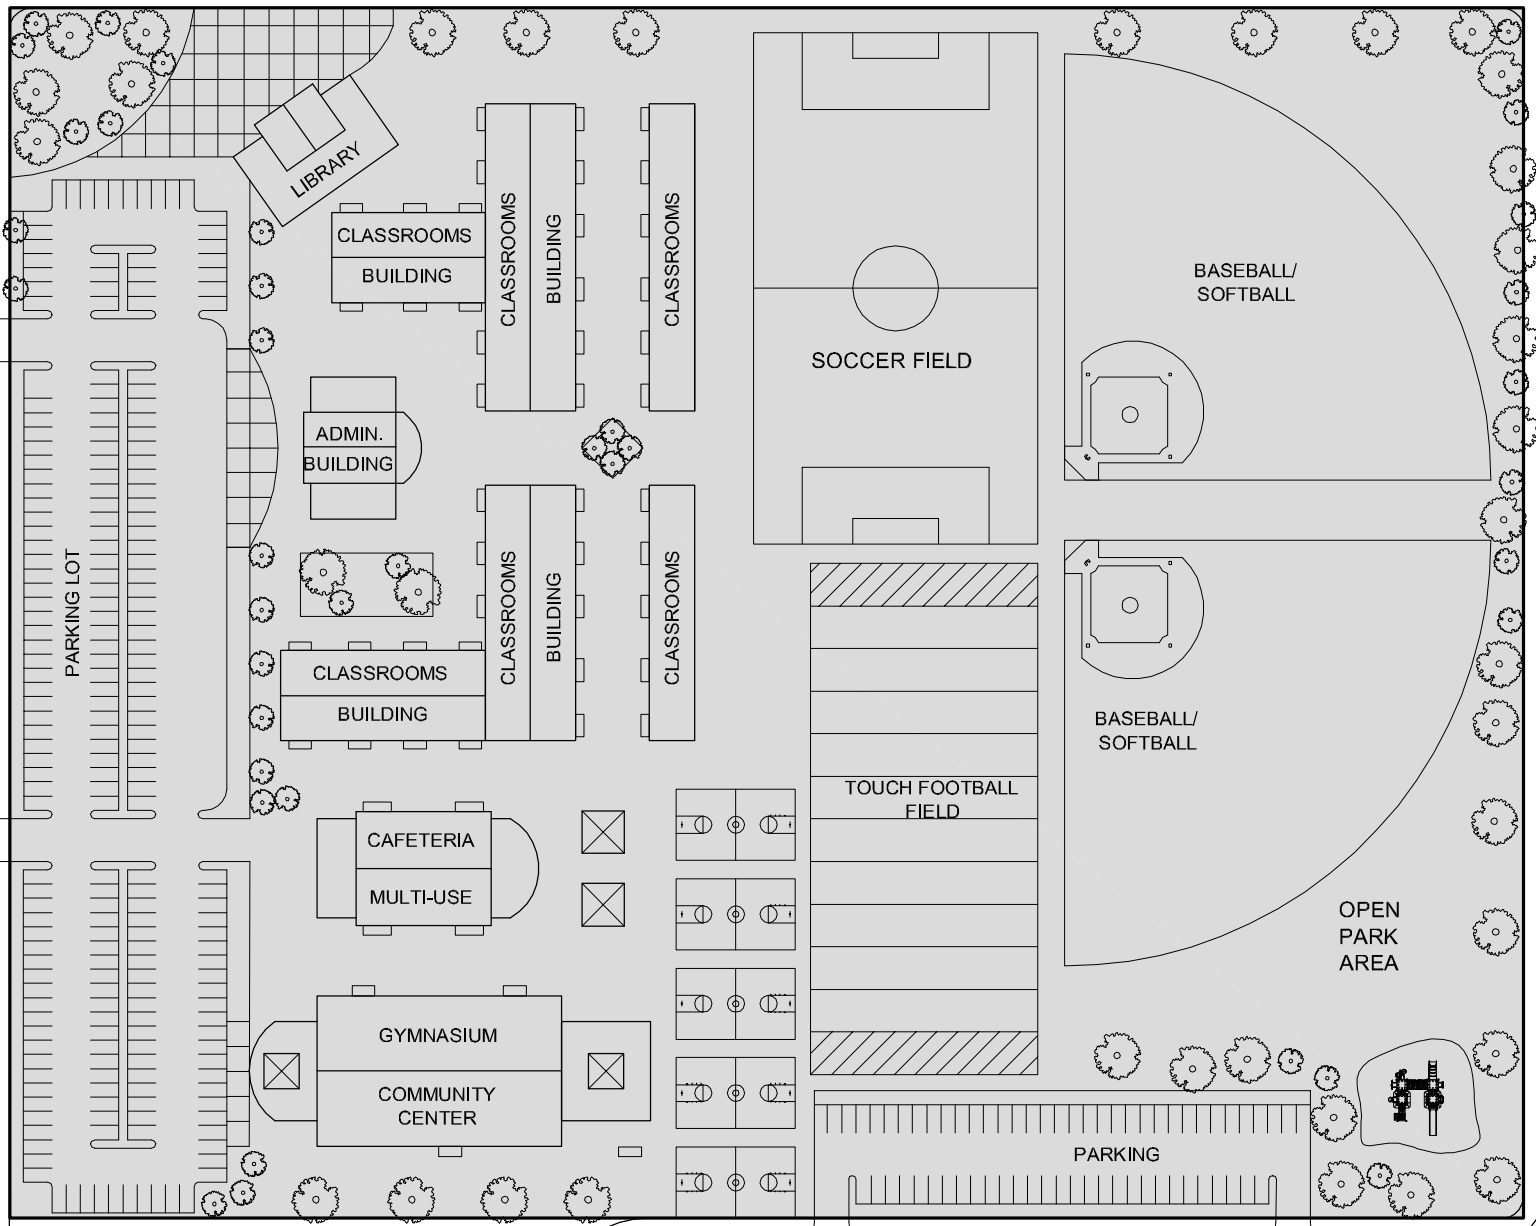 LIBRARY
CLASSROOMS
BUILDING
CLASSROOMS
BUILDING
CLASSROOMS
SOCCER FIELD
BASEBALL/
SOFTBALL
ADMIN.
BUILDING
PARKING LOT
CLASSROOMS
BUILDING
CLASSROOMS
BUILDING
CLASSROOMS
BASEBALL/
SOFTBALL
TOUCH FOOTBALL
FIELD
CAFETERIA
MULTI-USE
OPEN
PARK
AREA
GYMNASIUM
COMMUNITY
CENTER
PARKING